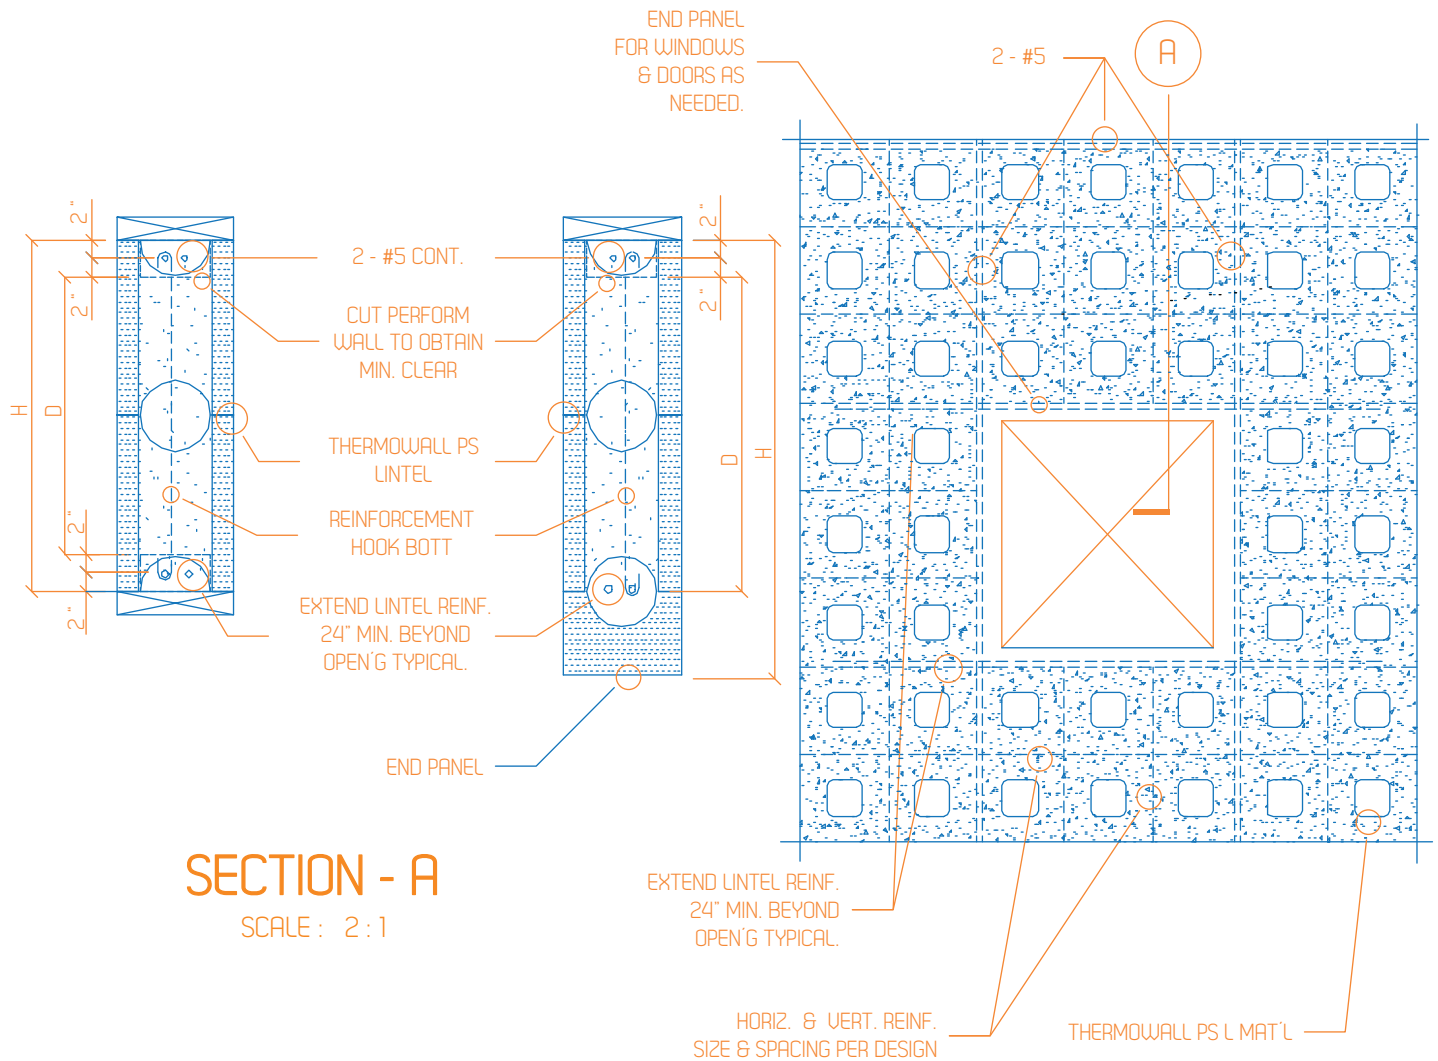 END PANEL
FOR WINDOWS
& DOORS AS
NEEDED.
2 - #5
A
2"
2"
2 - #5 CONT.
2"
2"
CUT PERFORM
WALL TO OBTAIN
MIN. CLEAR
H
D
THERMOWALL PS
LINTEL
D
H
REINFORCEMENT
HOOK BOTT
2"
2"
EXTEND LINTEL REINF.
24" MIN. BEYOND
OPEN'G TYPICAL.
END PANEL
SECTION - A
SCALE : 2 : 1
EXTEND LINTEL REINF.
24" MIN. BEYOND
OPEN'G TYPICAL.
HORIZ. & VERT. REINF.
SIZE & SPACING PER DESIGN
THERMOWALL PS L MAT'L